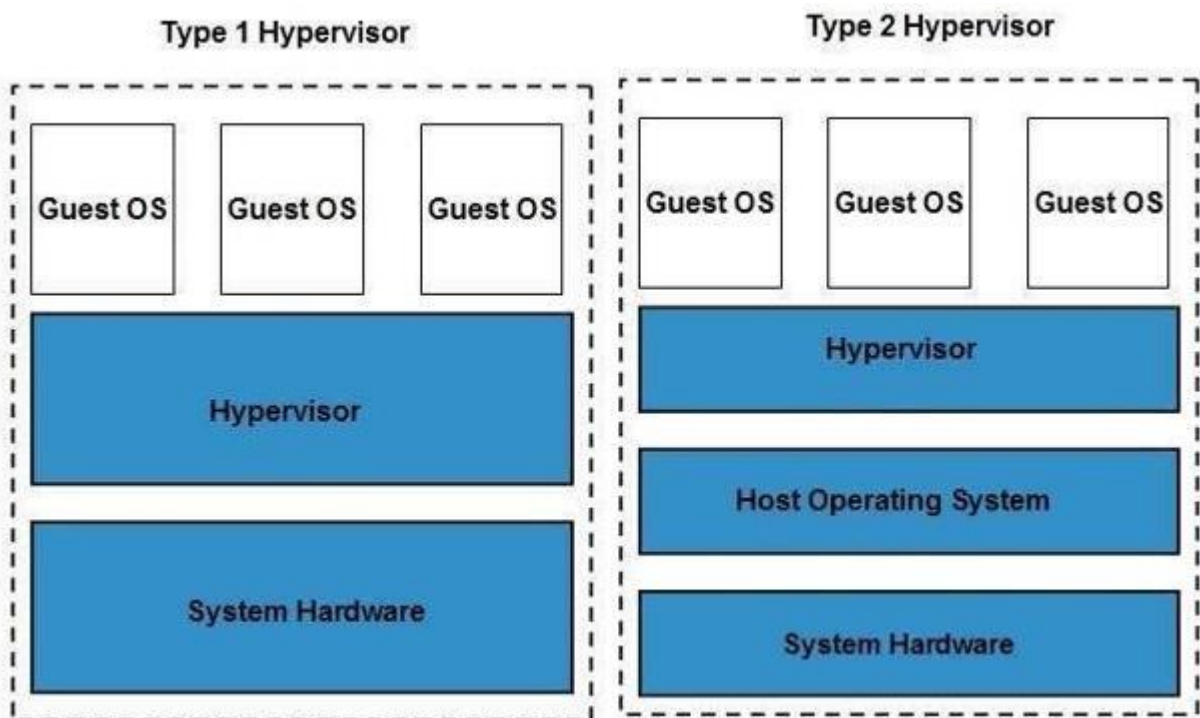 Type 1 Hypervisor
Guest OS
Guest OS
Guest OS
Hypervisor
System Hardware
Type 2 Hypervisor
Guest OS
Guest OS
Guest OS
Hypervisor
Host Operating System
System Hardware